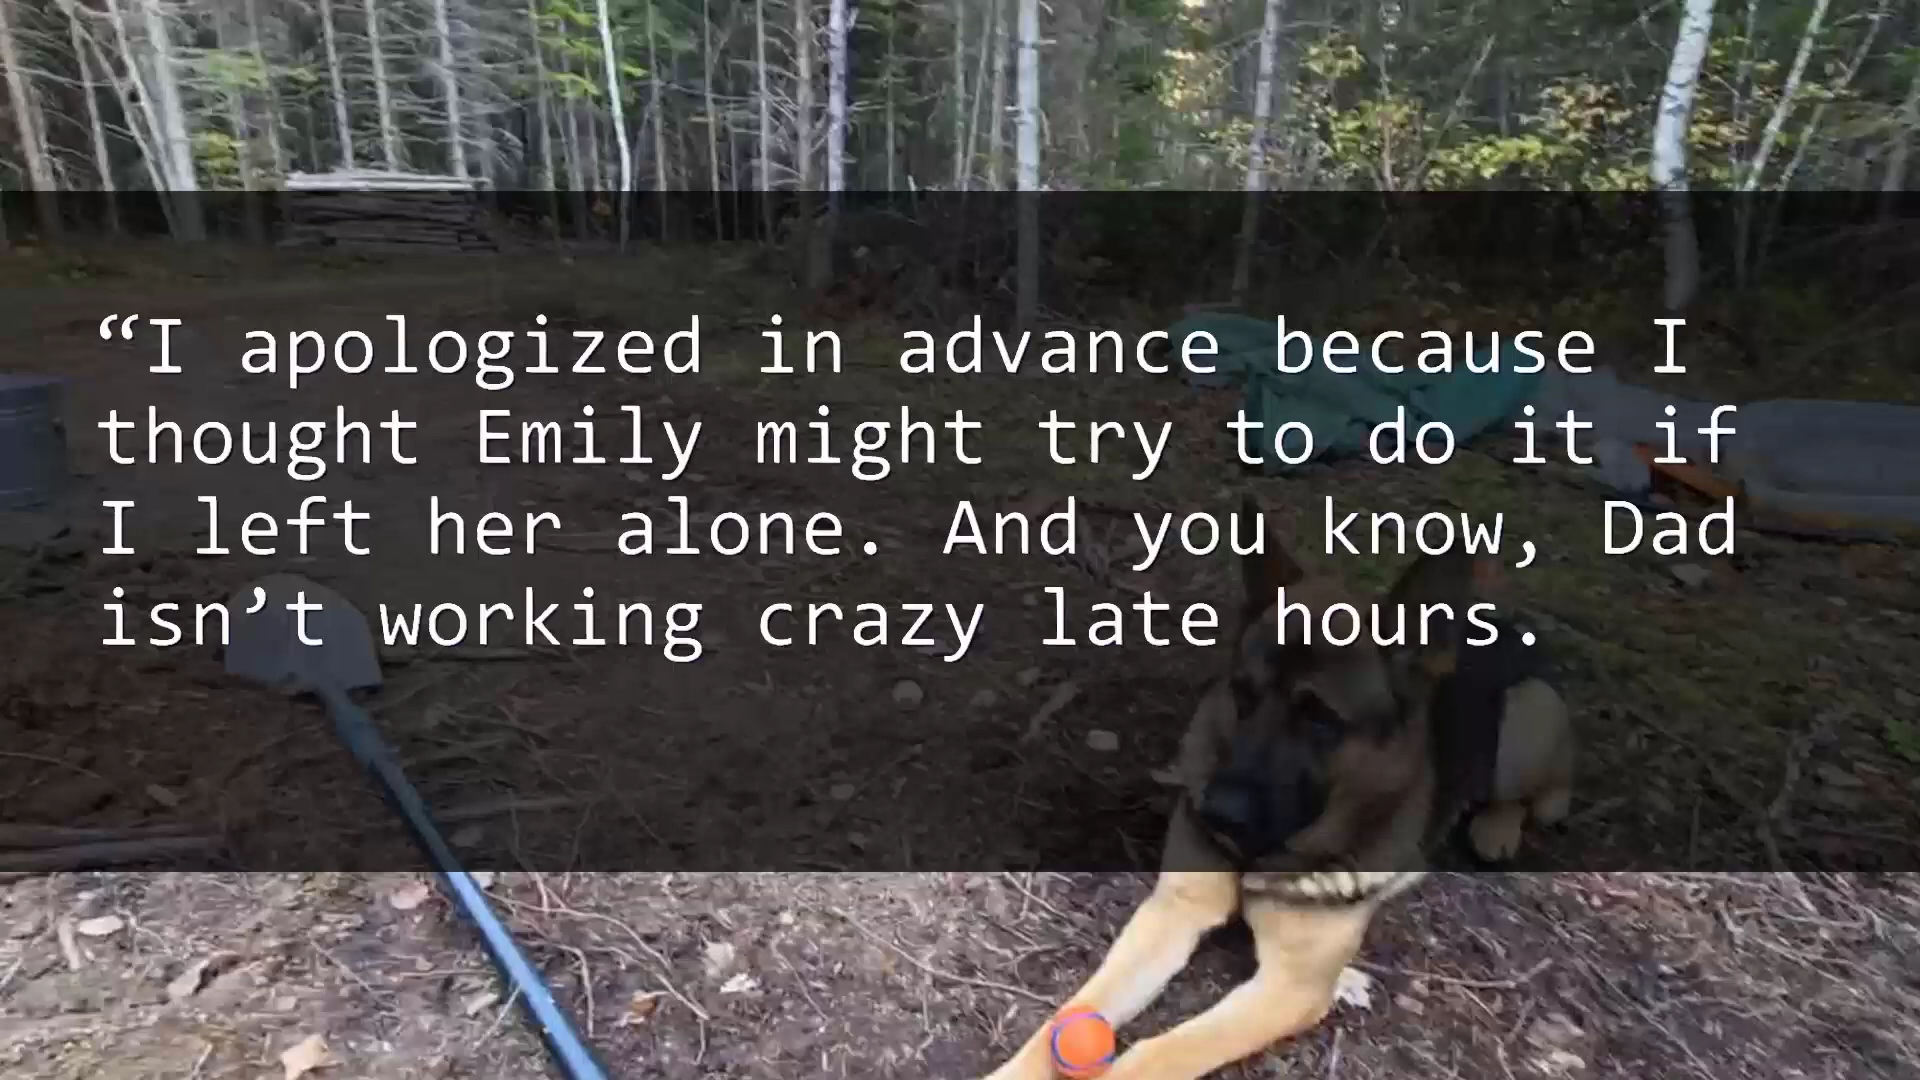 “I apologized in advance because I
thought Emily might try to do it if
I left her alone. And you know, Dad
isn’t working crazy late hours.